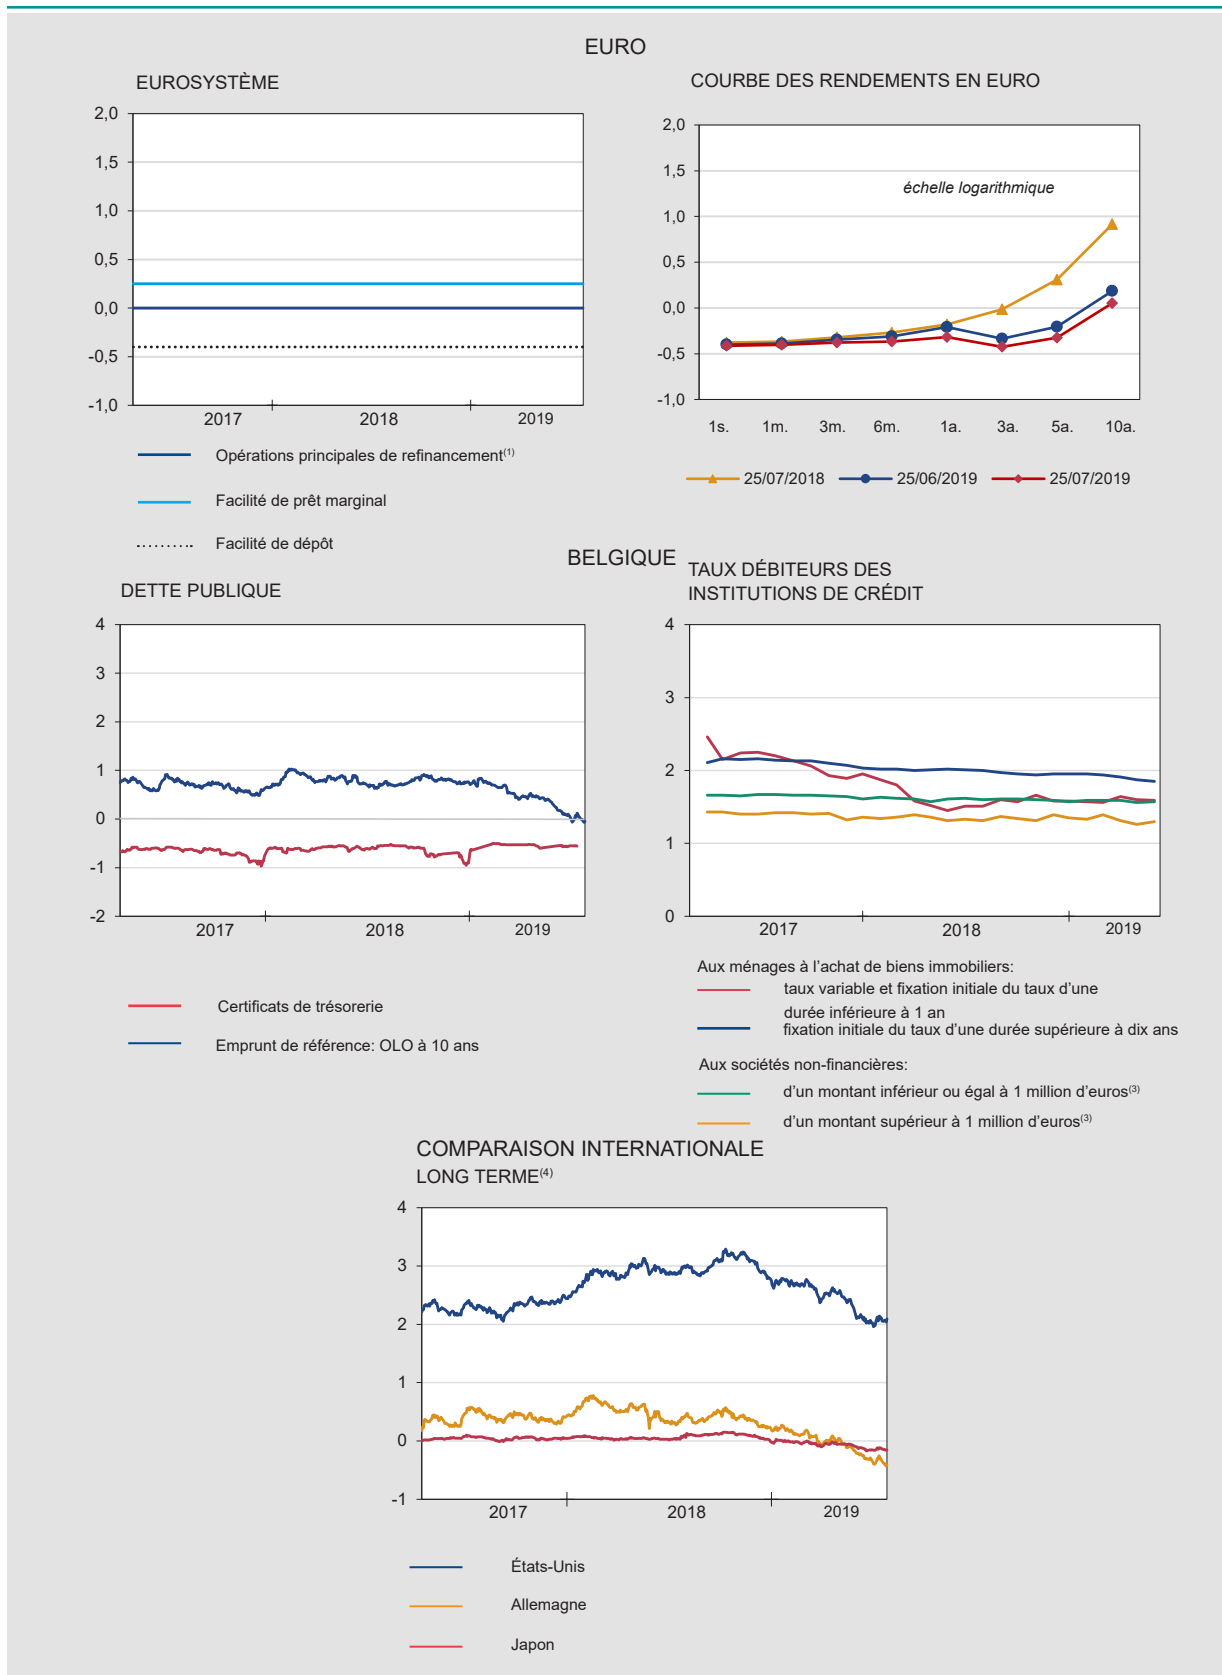 EURO
EUROSYSTÈME
2,0
1,5
1,0
0,5
0,0
-0,5
-1,0
2017
2018
2019
Opérations principales de refinancement(1)
Facilité de prêt marginal
Facilité de dépôt
COURBE DES RENDEMENTS EN EURO
2,0
1,5
1,0
0,5
0,0
-0,5
-1,0
échelle logarithmique
1s.
1m.
3m.
6m.
1a.
3a.
5a.
10a.
25/07/2018
25/06/2019
25/07/2019
BELGIQUE
DETTE PUBLIQUE
4
3
2
1
0
-1
-2
2017
2018
2019
Certificats de trésorerie
Emprunt de référence: OLO à 10 ans
TAUX DÉBITEURS DES
INSTITUTIONS DE CRÉDIT
4
3
2
1
0
2017
2018
2019
Aux ménages à l'achat de biens immobiliers:
taux variable et fixation initiale du taux d'une
durée inférieure à 1 an
fixation initiale du taux d'une durée supérieure à dix ans
Aux sociétés non-financières:
d'un montant inférieur ou égal à 1 million d'euros(3)
d'un montant supérieur à 1 million d'euros(3)
COMPARAISON INTERNATIONALE
LONG TERME(4)
4
3
2
1
0
-1
2017
2018
2019
États-Unis
Allemagne
Japon